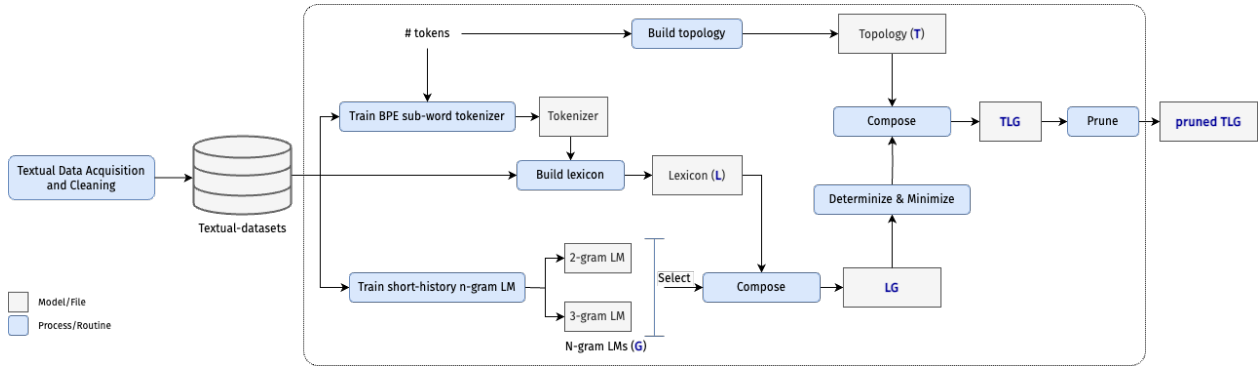 # tokens
Build topology
Topology (T)
Train BPE sub-word tokenizer
Tokenizer
Compose
TLG
Prune
pruned TLG
Textual Data Acquisition
and Cleaning
Build lexicon
Lexicon (L)
Determinize & Minimize
Textual-datasets
2-gram LM
Select
Train short-history n-gram LM
Compose
LG
Model/File
3-gram LM
Process/Routine
N-gram LMs (G)